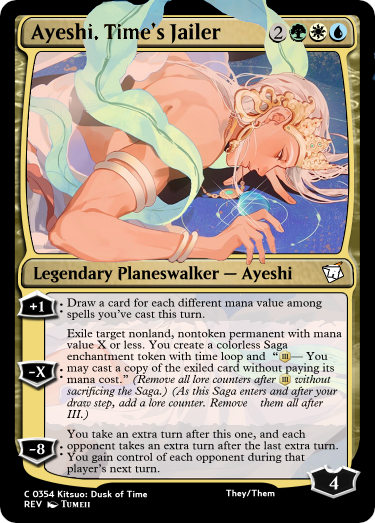 Ayeshi, Time's Jailer 2
Legendary Planeswalker — Ayeshi
+1: Draw a card for each different mana value among
spells you've cast this turn.
-X: Exile target nonland, nontoken permanent with mana
value X or less. You create a colorless Saga
enchantment token with time loop and “III— You
may cast a copy of the exiled card without paying its
mana cost.” (Remove all lore counters after III without
sacrificing the Saga.) (As this Saga enters and after your
draw step, add a lore counter. Remove them all after
III.)
-8: You take an extra turn after this one, and each
opponent takes an extra turn after the last extra turn.
You gain control of each opponent during that
player's next turn.
4
C 0354 Kitsuo: Dusk of Time They/Them
REV TUMEII